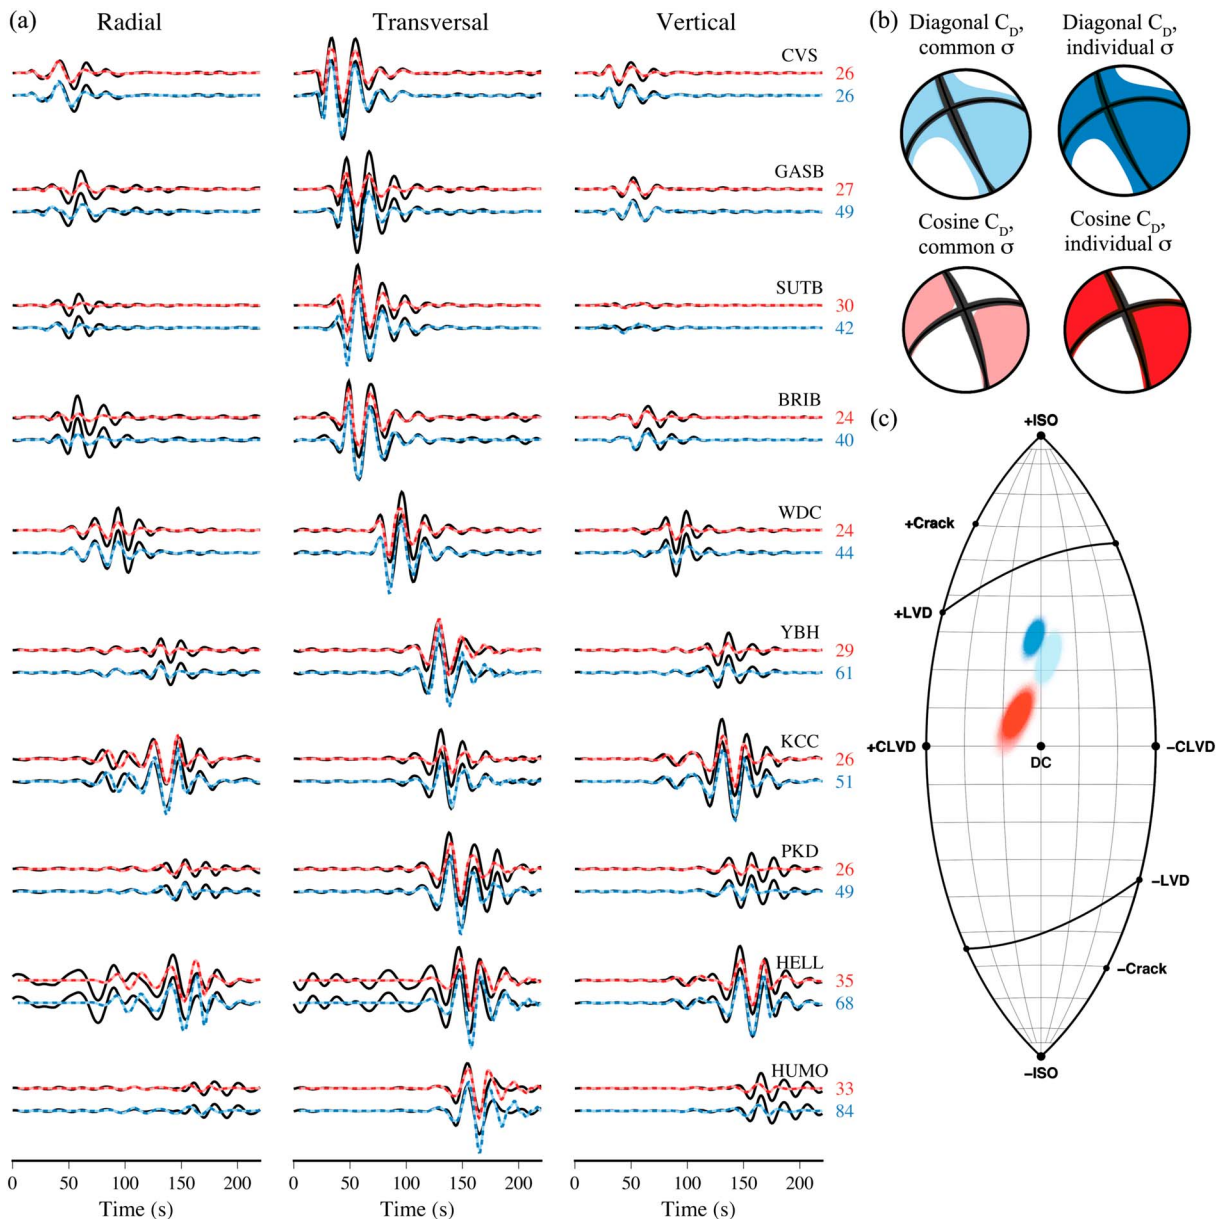 (a)
Radial
Transversal
Vertical
CVS
26
26
GASB
27
49
SUTB
30
42
BRIB
24
40
WDC
24
44
YBH
29
61
KCC
26
51
PKD
26
49
HELL
35
68
HUMO
33
84
0 50 100 150 200
0 50 100 150 200
0 50 100 150 200
Time (s)
Time (s)
Time (s)
(b)
Diagonal C_D,
common σ
Diagonal C_D,
individual σ
Cosine C_D,
common σ
Cosine C_D,
individual σ
(c)
+ISO
+Crack
+LVD
+CLVD
DC
−CLVD
−LVD
−Crack
−ISO